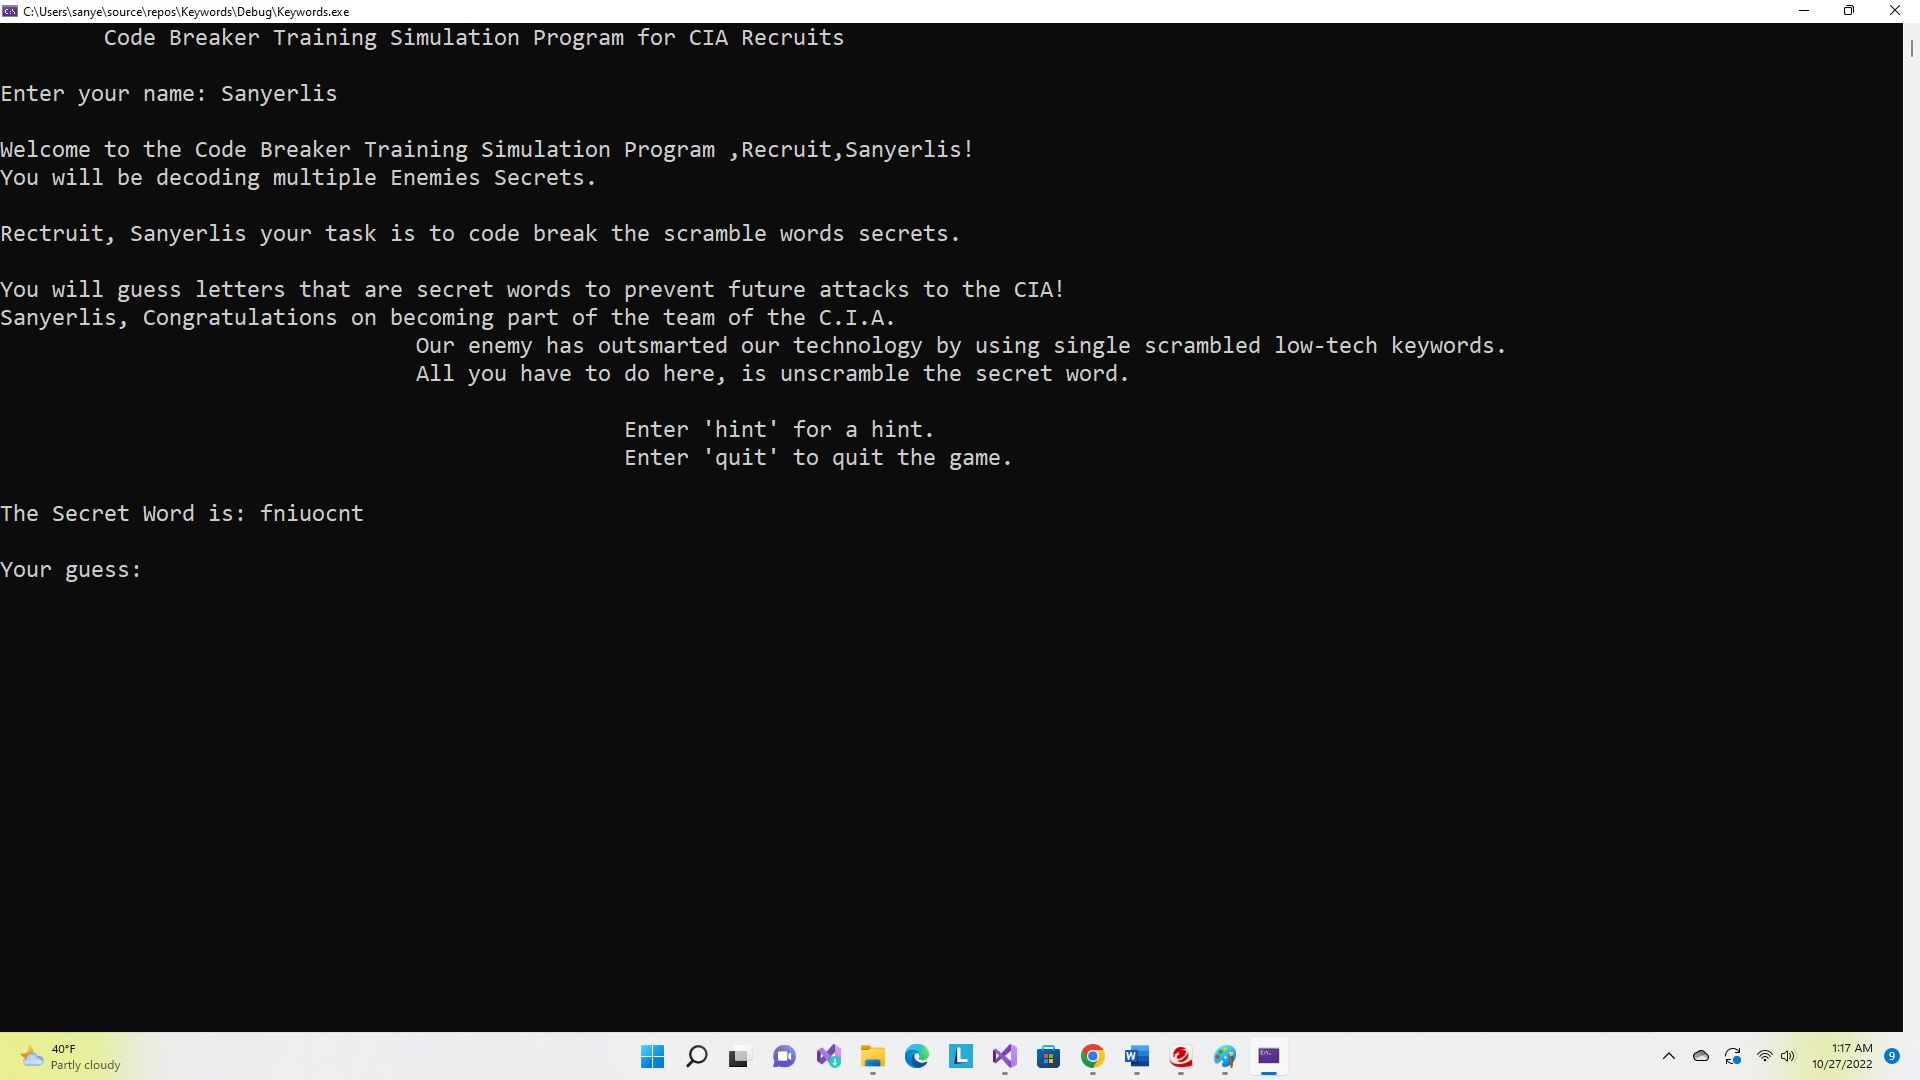 C:\Users\sanye\source\repos\Keywords\Debug\Keywords.exe
Code Breaker Training Simulation Program for CIA Recruits
Enter your name: Sanyerlis
Welcome to the Code Breaker Training Simulation Program ,Recruit,Sanyerlis!
You will be decoding multiple Enemies Secrets.
Rectruit, Sanyerlis your task is to code break the scramble words secrets.
You will guess letters that are secret words to prevent future attacks to the CIA!
Sanyerlis, Congratulations on becoming part of the team of the C.I.A.
Our enemy has outsmarted our technology by using single scrambled low-tech keywords.
All you have to do here, is unscramble the secret word.
Enter 'hint' for a hint.
Enter 'quit' to quit the game.
The Secret Word is: fniuocnt
Your guess:
40°F
Partly cloudy
L
W
1:17 AM
10/27/2022
9